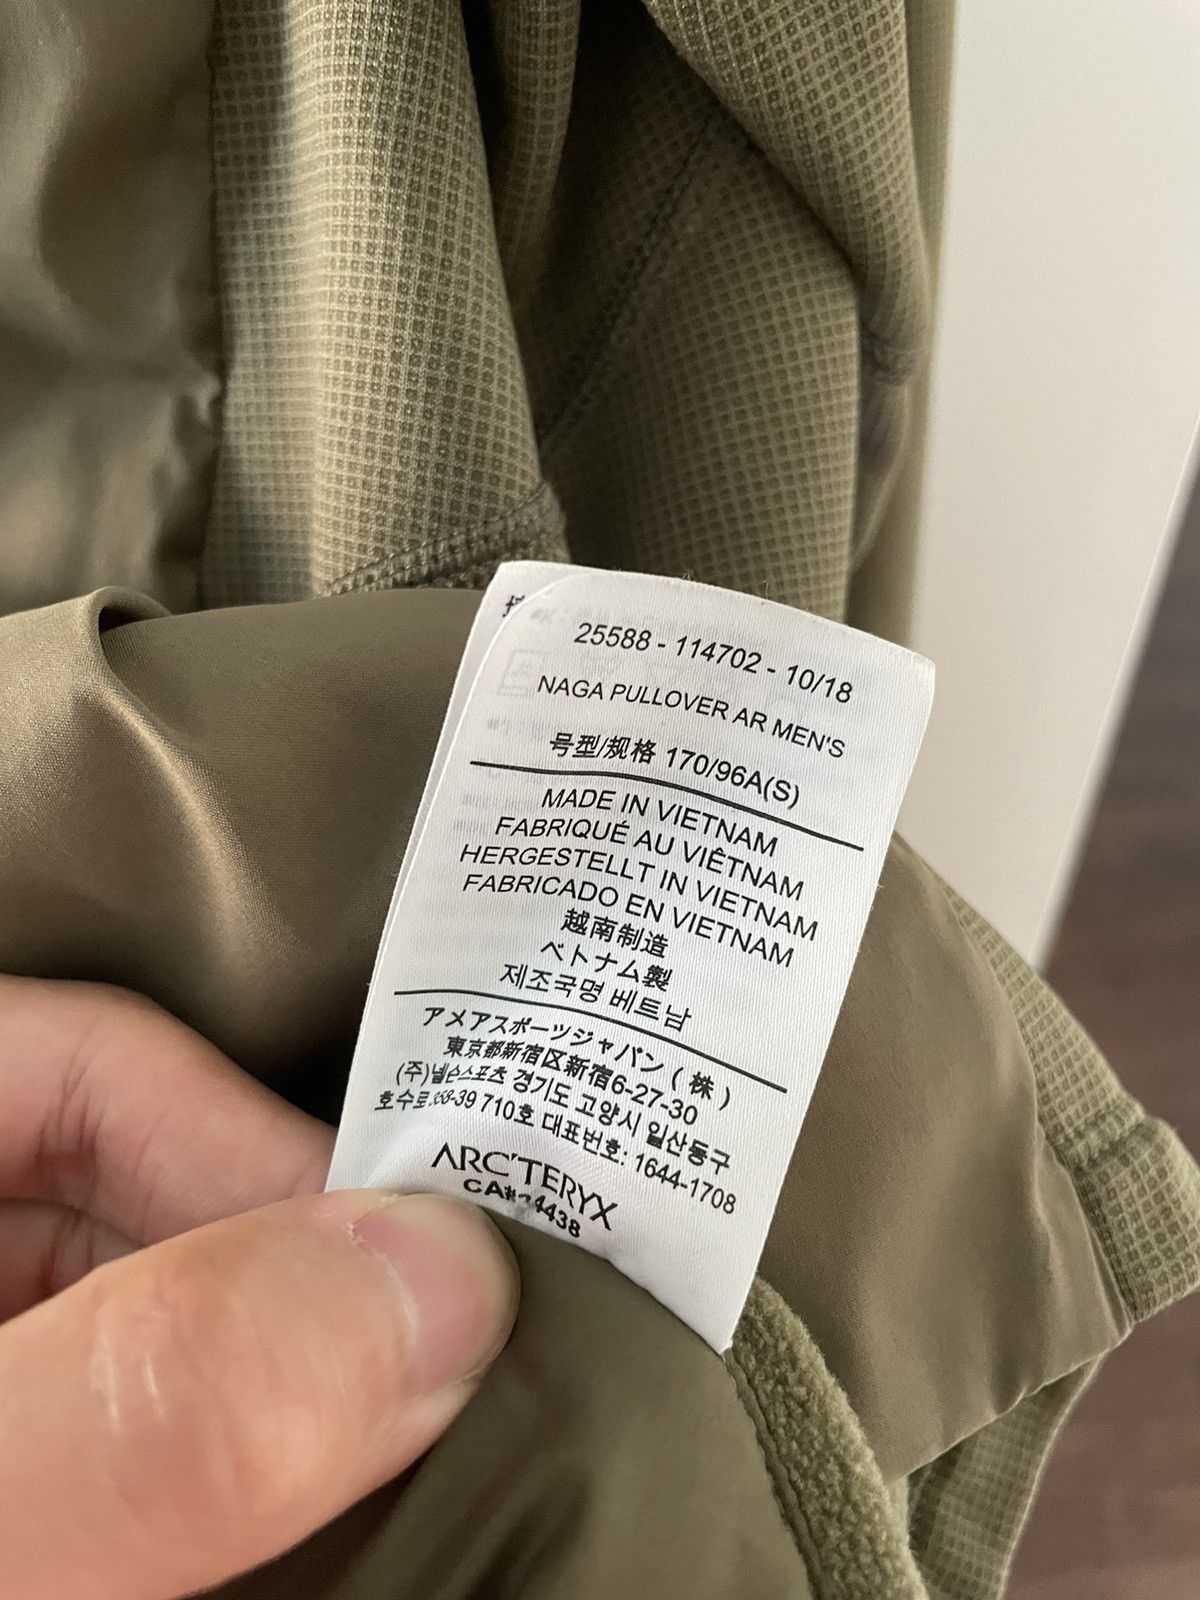 25588 - 114702 - 10/18
NAGA PULLOVER AR MEN'S
号型/规格 170/96A(S)
MADE IN VIETNAM
FABRIQUÉ AU VIÊTNAM
HERGESTELLT IN VIETNAM
FABRICADO EN VIETNAM
越南制造
ベトナム製
제조국명 베트남
アメアスポーツジャパン ( 株 )
東京都新宿区新宿6-27-30
(주)넬슨스포츠 경기도 고양시 일산동구
호수로 710호 대표번호: 1644-1708
ARC'TERYX